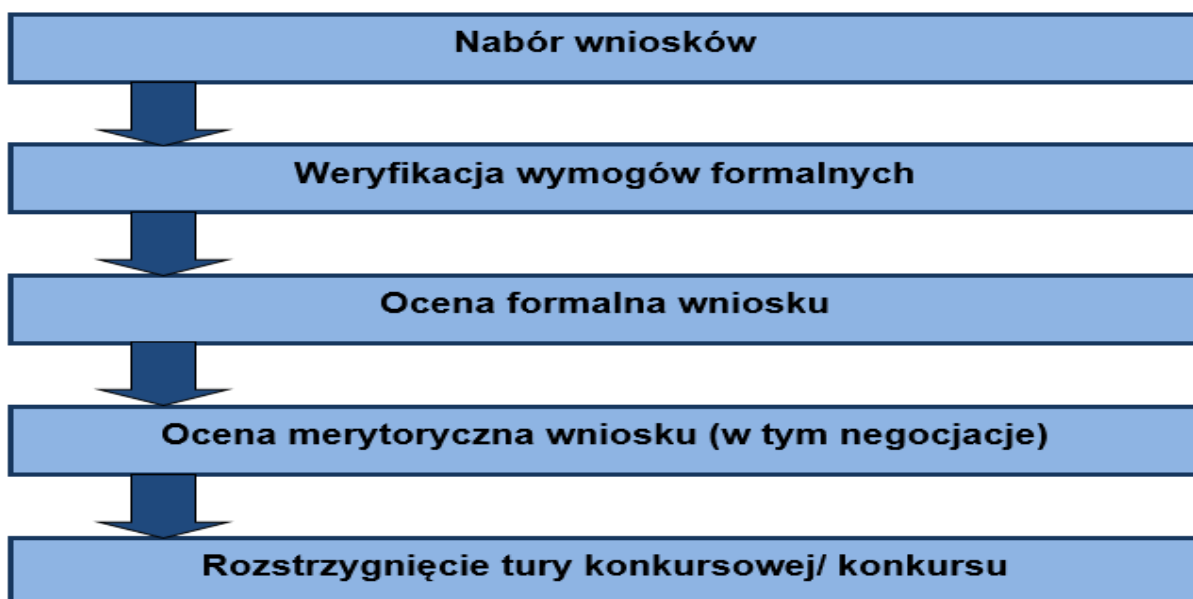 Nabór wniosków
Weryfikacja wymogów formalnych
Ocena formalna wniosku
Ocena merytoryczna wniosku (w tym negocjacje)
Rozstrzygnięcie tury konkursowej/ konkursu